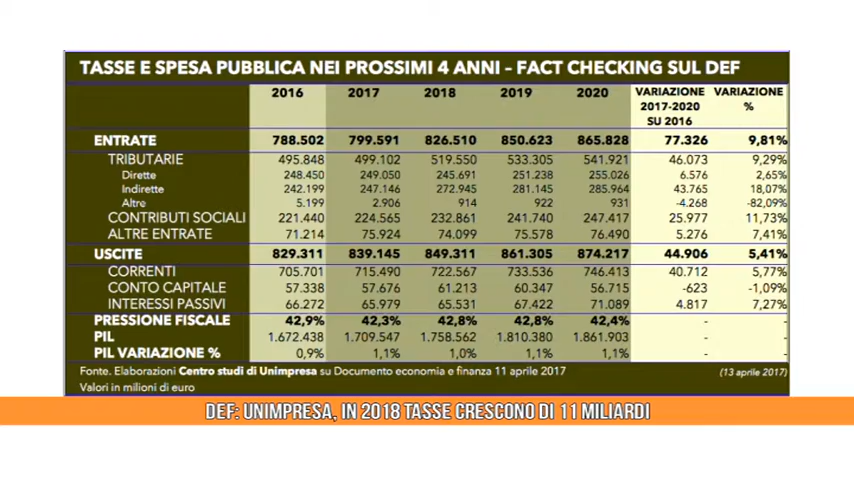 TASSE E SPESA PUBBLICA NEI PROSSIMI 4 ANNI – FACT CHECKING SUL DEF
2016 2017 2018 2019 2020 VARIAZIONE 2017-2020 SU 2016 VARIAZIONE %
ENTRATE 788.502 799.591 826.510 850.623 865.828 77.326 9,81%
TRIBUTARIE 495.848 499.102 519.550 533.305 541.921 46.073 9,29%
Dirette 248.450 249.050 245.691 251.238 255.026 6.576 2,65%
Indirette 242.199 247.146 272.945 281.145 285.964 43.765 18,07%
Altre 5.199 2.906 914 922 931 -4.268 -82,09%
CONTRIBUTI SOCIALI 221.440 224.565 232.861 241.740 247.417 25.977 11,73%
ALTRE ENTRATE 71.214 75.924 74.099 75.578 76.490 5.276 7,41%
USCITE 829.311 839.145 849.311 861.305 874.217 44.906 5,41%
CORRENTI 705.701 715.490 722.567 733.536 746.413 40.712 5,77%
CONTO CAPITALE 57.338 57.676 61.213 60.347 56.715 -623 -1,09%
INTERESSI PASSIVI 66.272 65.979 65.531 67.422 71.089 4.817 7,27%
PRESSIONE FISCALE 42,9% 42,3% 42,8% 42,8% 42,4% - -
PIL 1.672.438 1.709.547 1.758.562 1.810.380 1.861.903 - -
PIL VARIAZIONE % 0,9% 1,1% 1,0% 1,1% 1,1% - -
Fonte. Elaborazioni Centro studi di Unimpresa su Documento economia e finanza 11 aprile 2017 (13 aprile 2017)
Valori in milioni di euro
DEF: UNIMPRESA, IN 2018 TASSE CRESCONO DI 11 MILIARDI